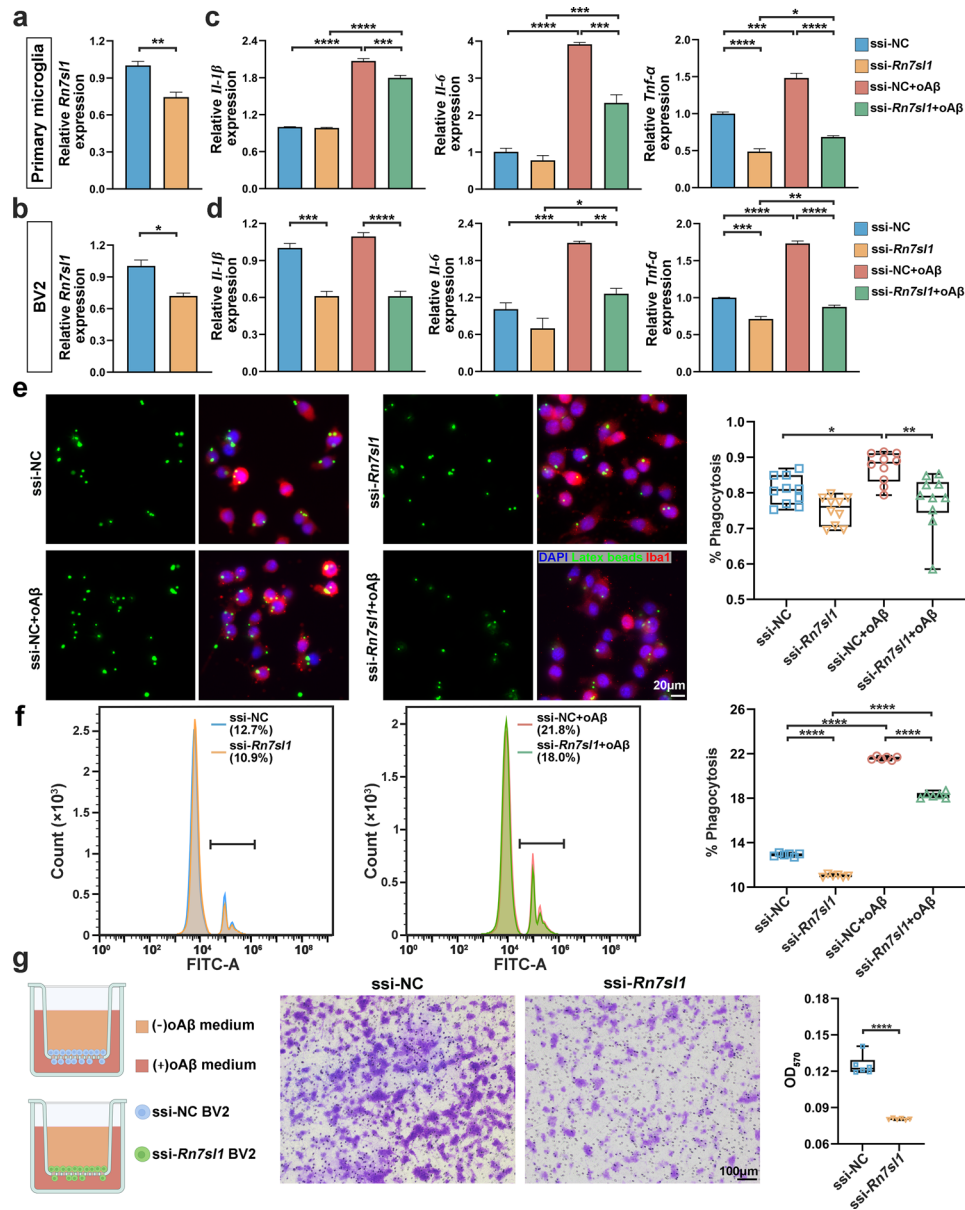 a
Primary microglia
Relative Rn7sl1
expression
1.2
0.9
0.6
0.3
0.0
**
c
Relative Il-1β
expression
2.4
1.8
1.2
0.6
0.0
****
****
***
Relative Il-6
expression
6
4
2
0
****
***
***
Relative Tnf-α
expression
2.0
1.5
1.0
0.5
0.0
****
***
*
****
ssi-NC
ssi-Rn7sl1
ssi-NC+oAβ
ssi-Rn7sl1+oAβ
b
BV2
Relative Rn7sl1
expression
1.5
1.2
0.9
0.6
0.3
0.0
*
d
Relative Il-1β
expression
1.5
1.2
0.9
0.6
0.3
0.0
***
****
Relative Il-6
expression
2.4
1.8
1.2
0.6
0.0
***
*
**
Relative Tnf-α
expression
2.0
1.5
1.0
0.5
0.0
***
****
**
****
ssi-NC
ssi-Rn7sl1
ssi-NC+oAβ
ssi-Rn7sl1+oAβ
e
ssi-NC
ssi-Rn7sl1
ssi-NC+oAβ
ssi-Rn7sl1+oAβ
DAPI Latex beads Iba1
20μm
% Phagocytosis
1.0
0.9
0.8
0.7
0.6
0.5
*
**
ssi-NC
ssi-Rn7sl1
ssi-NC+oAβ
ssi-Rn7sl1+oAβ
f
Count (×10³)
2.5
2
1.5
1
0.5
0
ssi-NC
(12.7%)
ssi-Rn7sl1
(10.9%)
10⁰ 10² 10⁴ 10⁶ 10⁸
FITC-A
Count (×10³)
2
1.5
1
0.5
0
ssi-NC+oAβ
(21.8%)
ssi-Rn7sl1+oAβ
(18.0%)
10⁰ 10² 10⁴ 10⁶ 10⁸
FITC-A
% Phagocytosis
26
22
18
14
10
****
****
****
****
ssi-NC
ssi-Rn7sl1
ssi-NC+oAβ
ssi-Rn7sl1+oAβ
g
(-)oAβ medium
(+)oAβ medium
ssi-NC BV2
ssi-Rn7sl1 BV2
ssi-NC
ssi-Rn7sl1
100μm
OD₅₇₀
0.18
0.15
0.12
0.09
0.06
****
ssi-NC
ssi-Rn7sl1